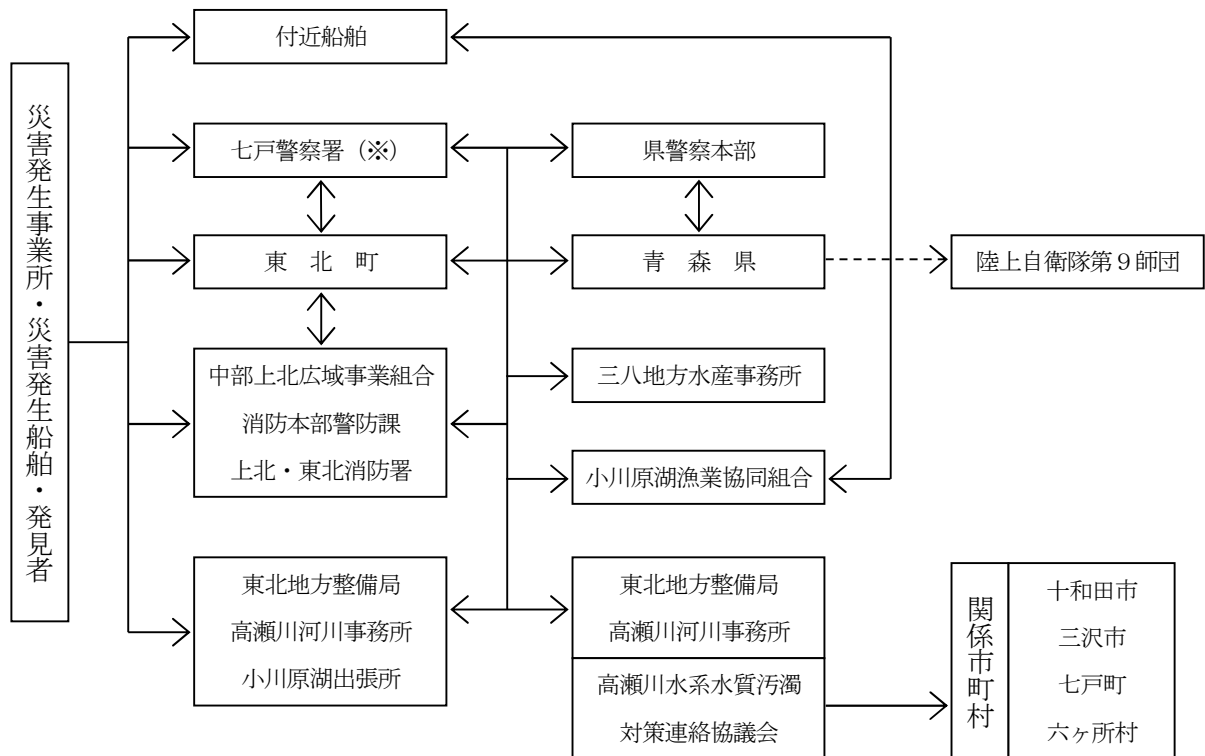 災害発生事業所・災害発生船舶・発見者
付近船舶
七戸警察署（※）
東　北　町
中部上北広域事業組合
消防本部警防課
上北・東北消防署
東北地方整備局
高瀬川河川事務所
小川原湖出張所
県警察本部
青　森　県
三八地方水産事務所
小川原湖漁業協同組合
東北地方整備局
高瀬川河川事務所
高瀬川水系水質汚濁
対策連絡協議会
陸上自衛隊第９師団
関係市町村
十和田市
三沢市
七戸町
六ヶ所村